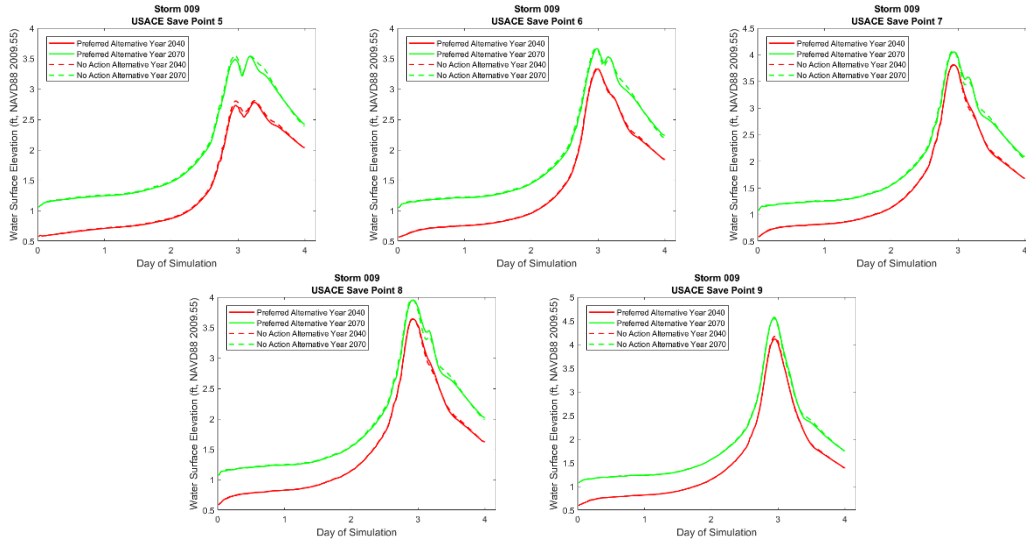 Storm 009
USACE Save Point 5
Water Surface Elevation (ft, NAVD88 2009.55)
4
3.5
3
2.5
2
1.5
1
0.5
Preferred Alternative Year 2040
Preferred Alternative Year 2070
No Action Alternative Year 2040
No Action Alternative Year 2070
0
1
2
3
4
Day of Simulation
Storm 009
USACE Save Point 6
Water Surface Elevation (ft, NAVD88 2009.55)
4
3.5
3
2.5
2
1.5
1
0.5
Preferred Alternative Year 2040
Preferred Alternative Year 2070
No Action Alternative Year 2040
No Action Alternative Year 2070
0
1
2
3
4
Day of Simulation
Storm 009
USACE Save Point 7
Water Surface Elevation (ft, NAVD88 2009.55)
4.5
4
3.5
3
2.5
2
1.5
1
0.5
Preferred Alternative Year 2040
Preferred Alternative Year 2070
No Action Alternative Year 2040
No Action Alternative Year 2070
0
1
2
3
4
Day of Simulation
Storm 009
USACE Save Point 8
Water Surface Elevation (ft, NAVD88 2009.55)
4
3.5
3
2.5
2
1.5
1
0.5
Preferred Alternative Year 2040
Preferred Alternative Year 2070
No Action Alternative Year 2040
No Action Alternative Year 2070
0
1
2
3
4
Day of Simulation
Storm 009
USACE Save Point 9
Water Surface Elevation (ft, NAVD88 2009.55)
5
4.5
4
3.5
3
2.5
2
1.5
1
0.5
Preferred Alternative Year 2040
Preferred Alternative Year 2070
No Action Alternative Year 2040
No Action Alternative Year 2070
0
1
2
3
4
Day of Simulation